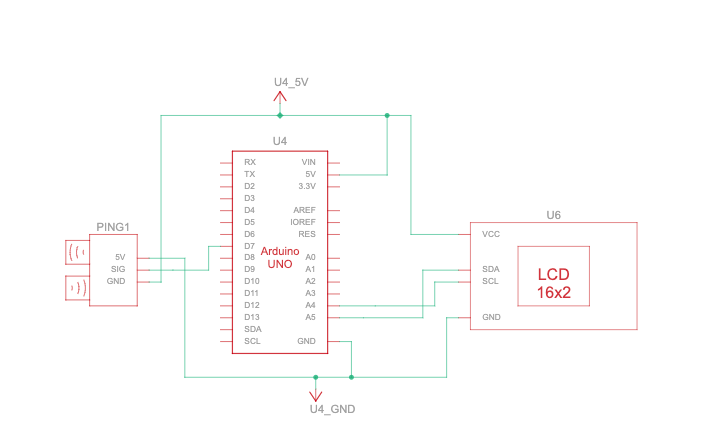 U4_5V
U4
RX
TX
D2
D3
D4
D5
D6
D7
D8
D9
D10
D11
D12
D13
SDA
SCL
Arduino
UNO
VIN
5V
3.3V
AREF
IOREF
RES
A0
A1
A2
A3
A4
A5
GND
PING1
5V
SIG
GND
U6
VCC
SDA
SCL
GND
LCD
16x2
U4_GND